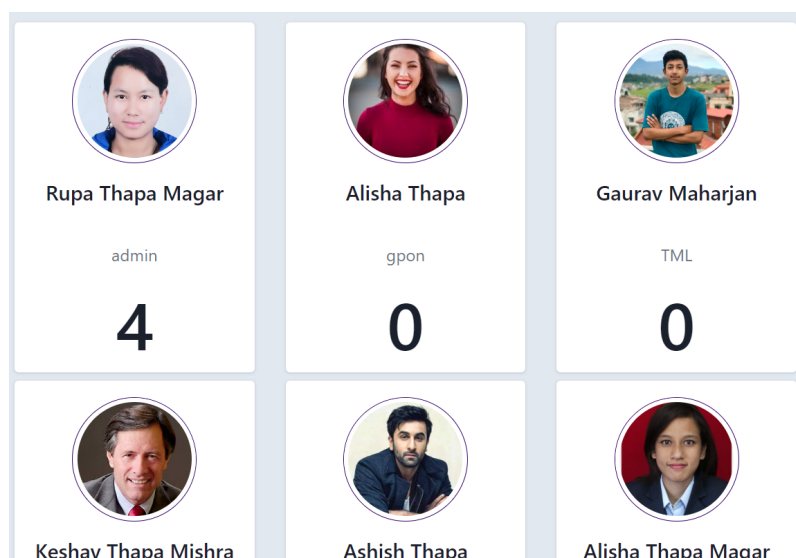 Rupa Thapa Magar
Alisha Thapa
Gaurav Maharjan
admin
gpon
TML
4
0
0
Keshav Thapa Mishra
Ashish Thapa
Alisha Thapa Magar